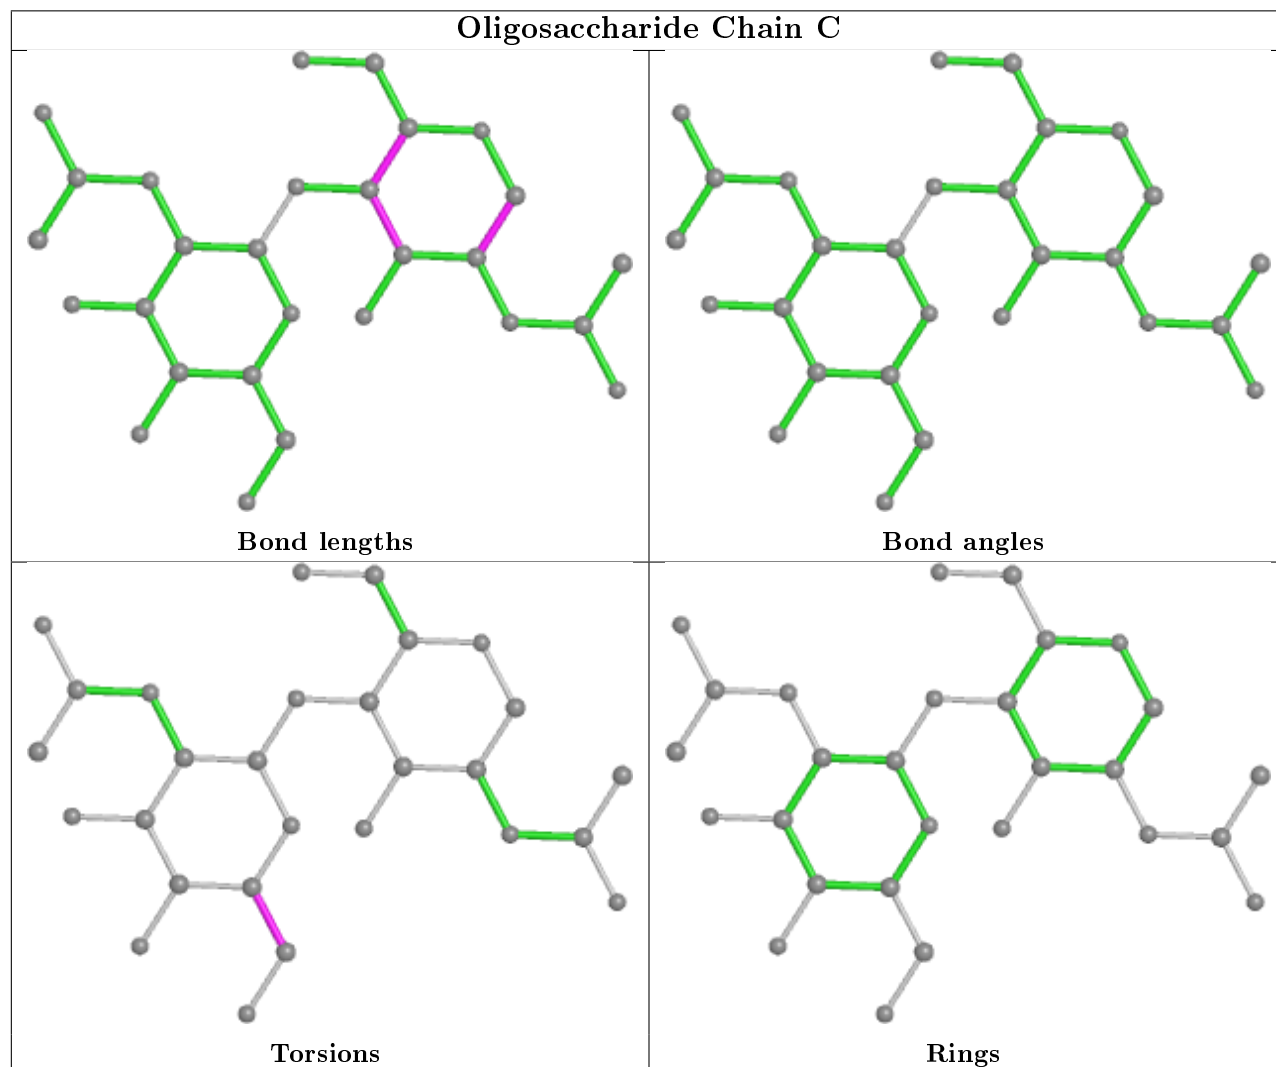 Oligosaccharide Chain C
Bond lengths
Bond angles
Torsions
Rings